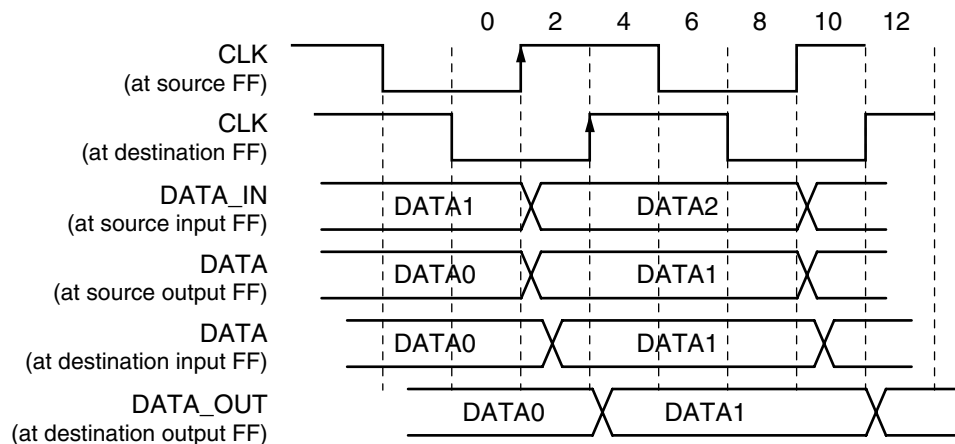 0 2 4 6 8 10 12
CLK
(at source FF)
CLK
(at destination FF)
DATA_IN
(at source input FF)
DATA1 DATA2
DATA
(at source output FF)
DATA0 DATA1
DATA
(at destination input FF)
DATA0 DATA1
DATA_OUT
(at destination output FF)
DATA0 DATA1